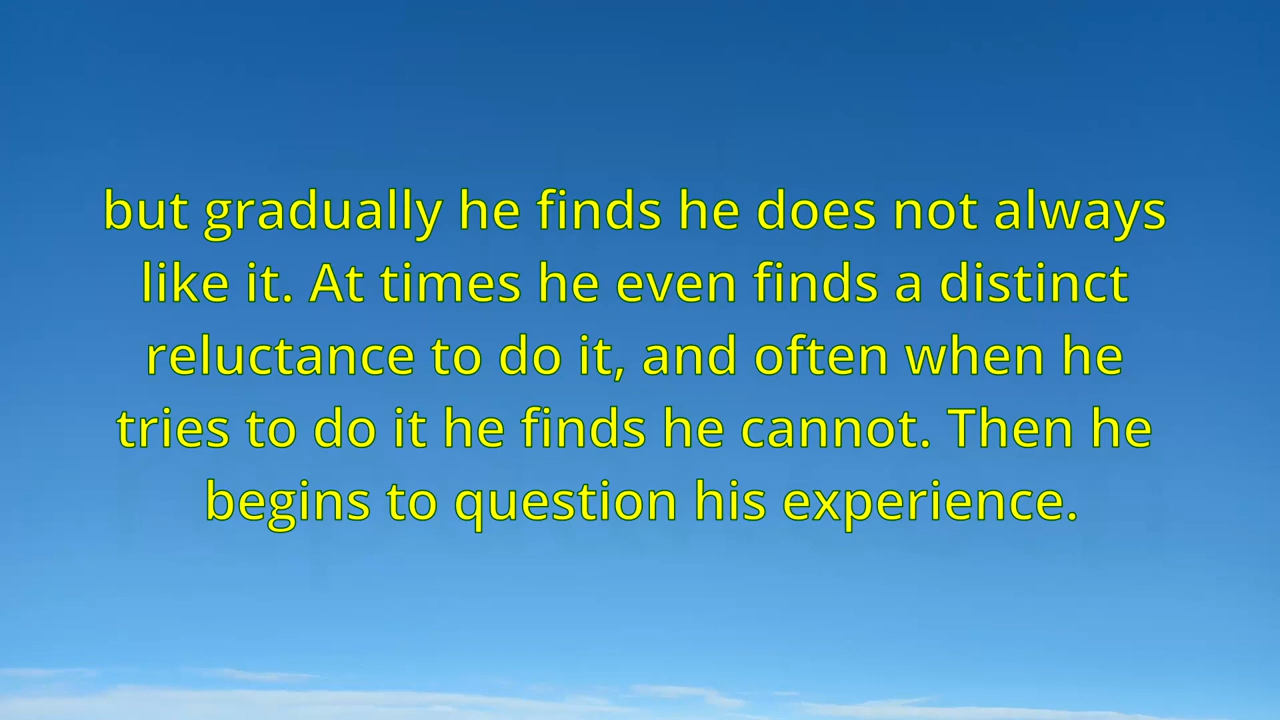 but gradually he finds he does not always
like it. At times he even finds a distinct
reluctance to do it, and often when he
tries to do it he finds he cannot. Then he
begins to question his experience.